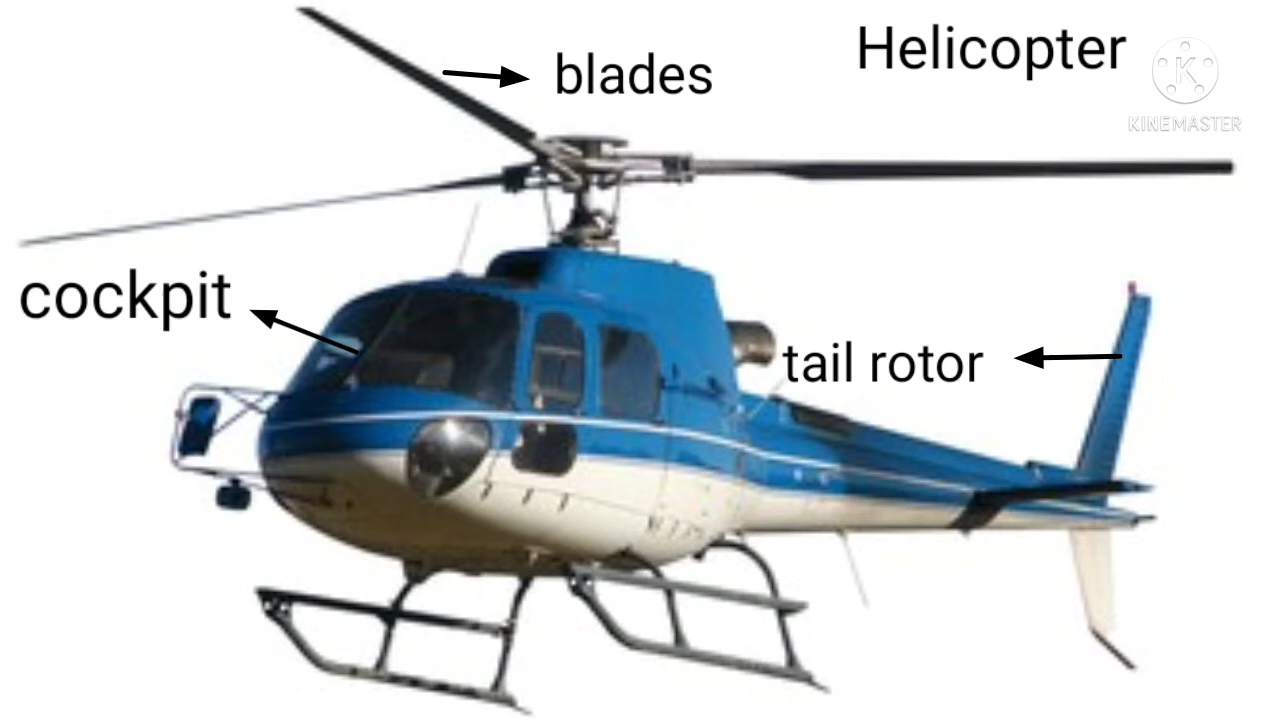 Helicopter
blades
K
KINEMASTER
cockpit
tail rotor